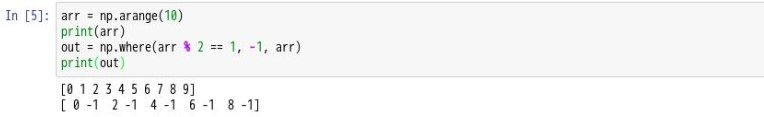 In [5]: arr = np.arange(10)
print(arr)
out = np.where(arr % 2 == 1, -1, arr)
print(out)
[0 1 2 3 4 5 6 7 8 9]
[ 0 -1  2 -1  4 -1  6 -1  8 -1]